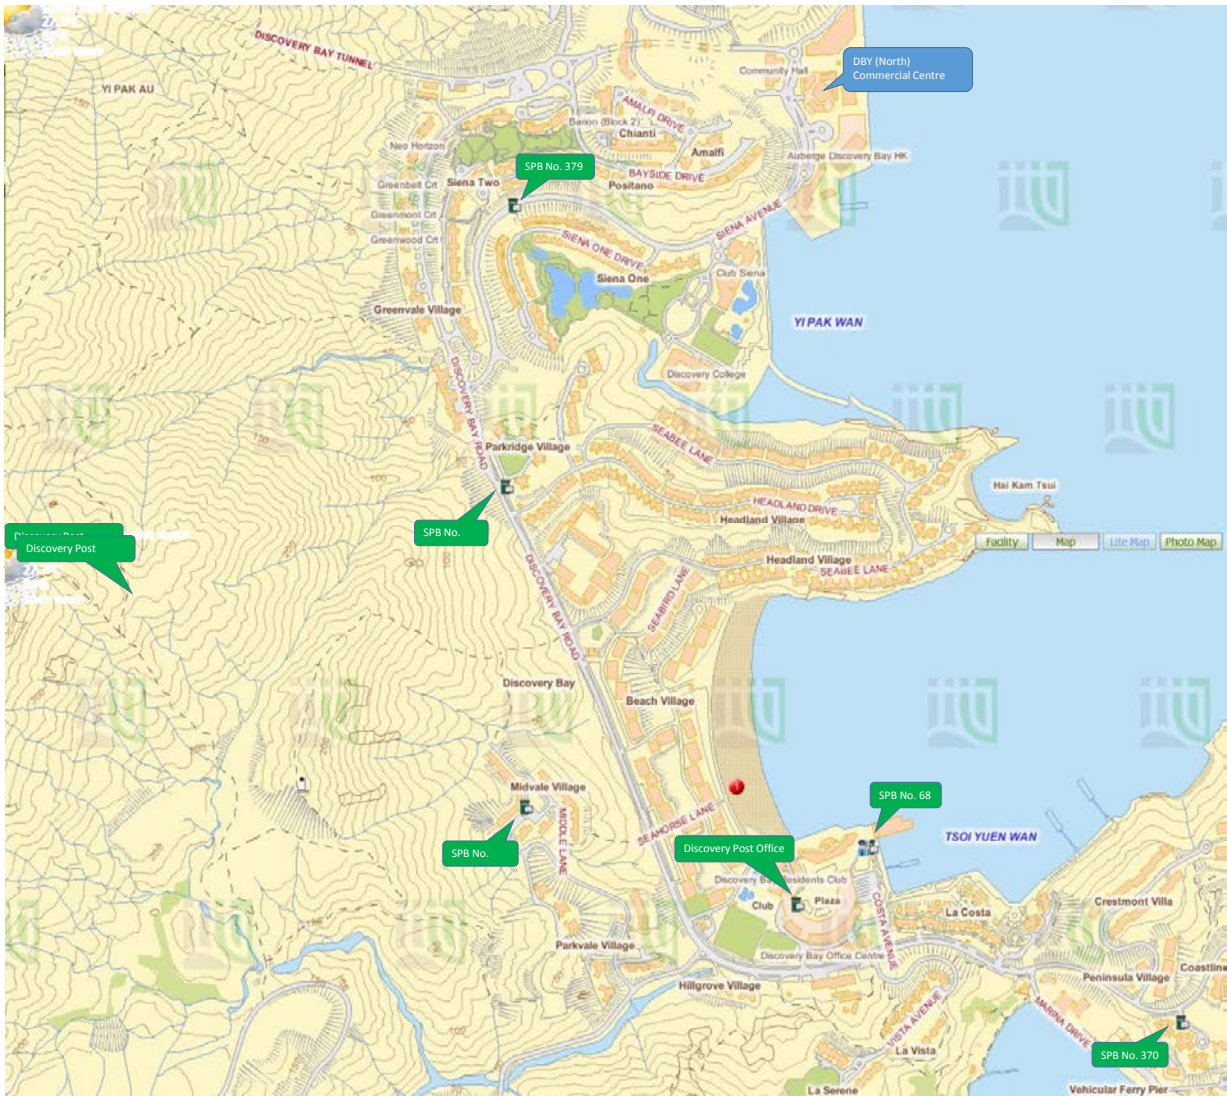 DISCOVERY BAY TUNNEL
YI PAK AU
Community Hall
DBY (North)
Commercial Centre
AMALFI DRIVE
Barion (Block 2)
Chianti
Neo Horizon
Amalfi
Auberge Discovery Bay HK
SPB No. 379
BAYSIDE DRIVE
Greenbelt Crt
Siena Two
Positano
Greenmont Crt
SIENA AVENUE
Greenwood Crt
SIENA ONE DRIVE
Siena One
Club Siena
Greenvale Village
YI PAK WAN
DISCOVERY BAY ROAD
Discovery College
SEABEE LANE
Parkridge Village
Hai Kam Tsui
HEADLAND DRIVE
Headland Village
SPB No.
Discovery Post
Discovery Post
Facility
Map
Lite Map
Photo Map
Headland Village
SEABEE LANE
DISCOVERY BAY ROAD
SEABIRD LANE
Discovery Bay
Beach Village
Midvale Village
SPB No. 68
MIDDLE LANE
SEAHORSE LANE
TSOI YUEN WAN
SPB No.
Discovery Post Office
Discovery Bay Residents Club
Club
Plaza
COSTA AVENUE
La Costa
Crestmont Villa
Parkvale Village
Discovery Bay Office Centre
Peninsula Village
Coastline
Hillgrove Village
VISTA AVENUE
MARINA DRIVE
La Vista
SPB No. 370
La Serene
Vehicular Ferry Pier